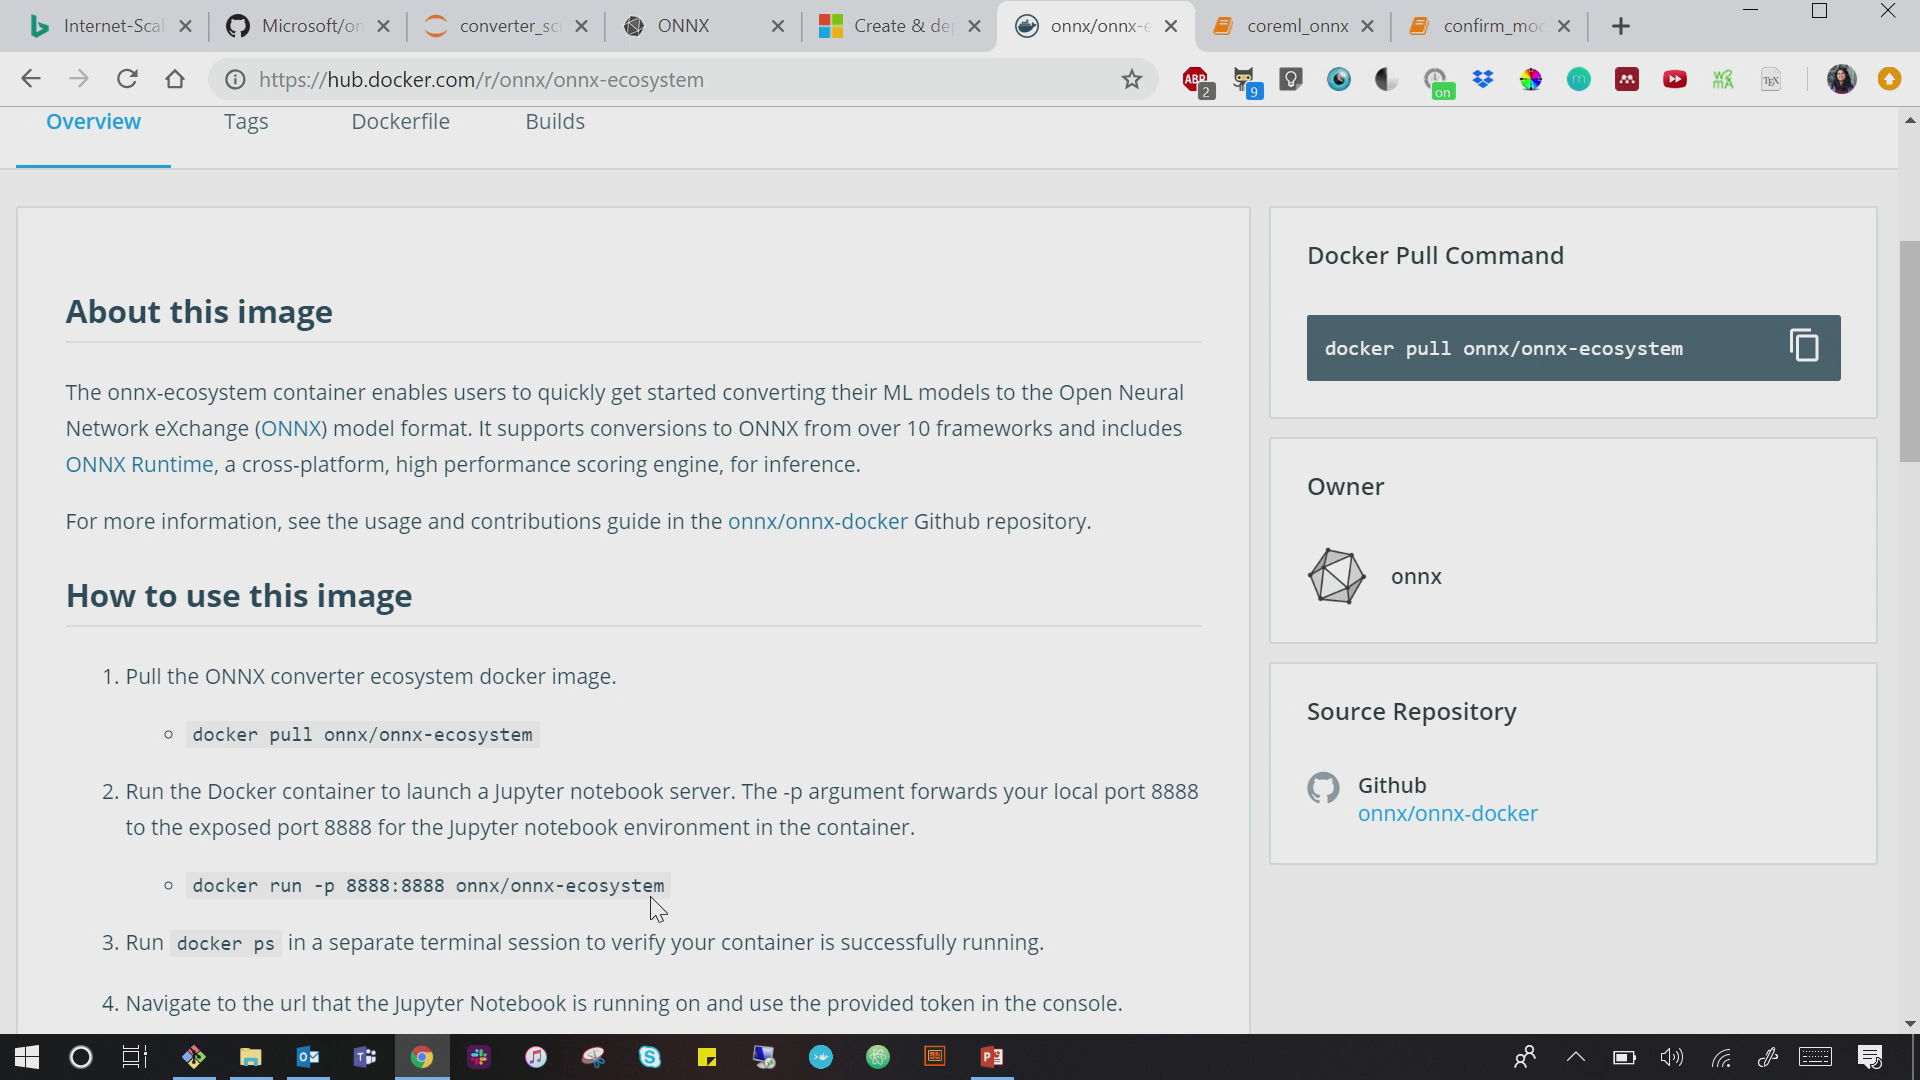 Internet-Scal
Microsoft/on
converter_sc
ONNX
Create & de
onnx/onnx-e
coreml_onnx
confirm_mo
https://hub.docker.com/r/onnx/onnx-ecosystem
ABP
2
9
on
m
TEX
Overview
Tags
Dockerfile
Builds
About this image
The onnx-ecosystem container enables users to quickly get started converting their ML models to the Open Neural
Network eXchange (ONNX) model format. It supports conversions to ONNX from over 10 frameworks and includes
ONNX Runtime, a cross-platform, high performance scoring engine, for inference.
For more information, see the usage and contributions guide in the onnx/onnx-docker Github repository.
How to use this image
1. Pull the ONNX converter ecosystem docker image.
docker pull onnx/onnx-ecosystem
2. Run the Docker container to launch a Jupyter notebook server. The -p argument forwards your local port 8888
to the exposed port 8888 for the Jupyter notebook environment in the container.
docker run -p 8888:8888 onnx/onnx-ecosystem
3. Run docker ps in a separate terminal session to verify your container is successfully running.
4. Navigate to the url that the Jupyter Notebook is running on and use the provided token in the console.
Docker Pull Command
docker pull onnx/onnx-ecosystem
Owner
onnx
Source Repository
Github
onnx/onnx-docker